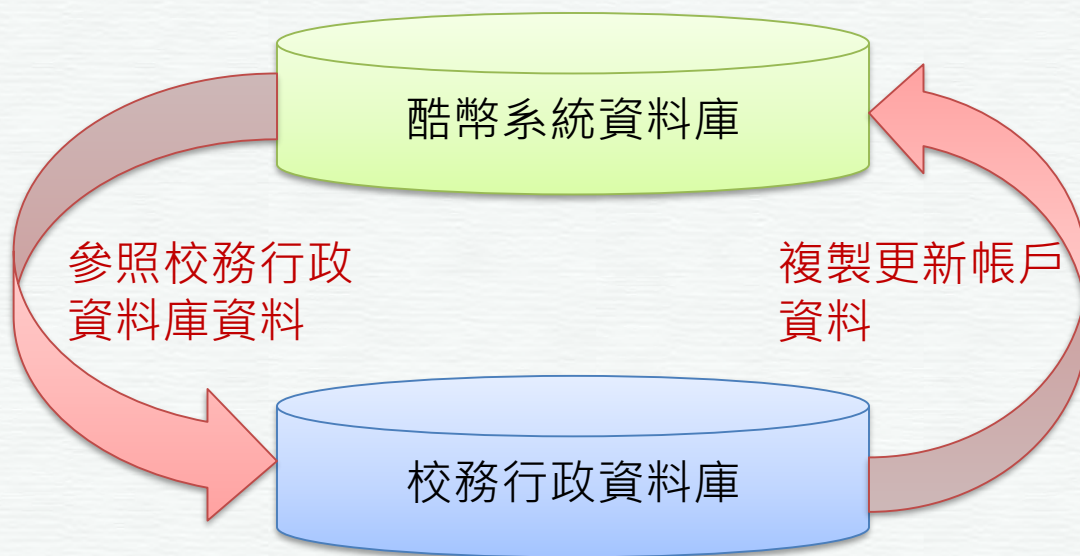 酷幣系統資料庫
參照校務行政
資料庫資料
複製更新帳戶
資料
校務行政資料庫